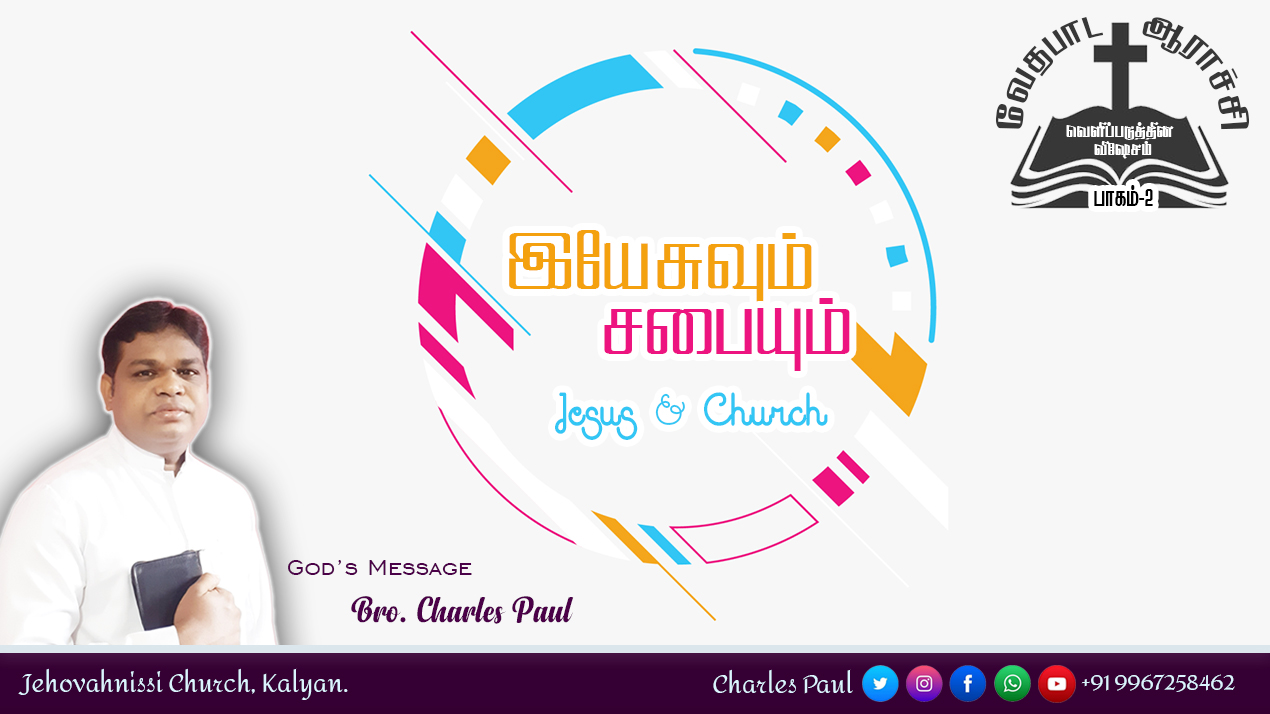 வேதபாட ஆராச்சி
வெளிப்படுத்தின
விஷேசம்
பாகம்-2
இயேசுவும்
சபையும்
Jesus & Church
God's Message
Bro. Charles Paul
Jehovahnissi Church, Kalyan.
Charles Paul +91 9967258462